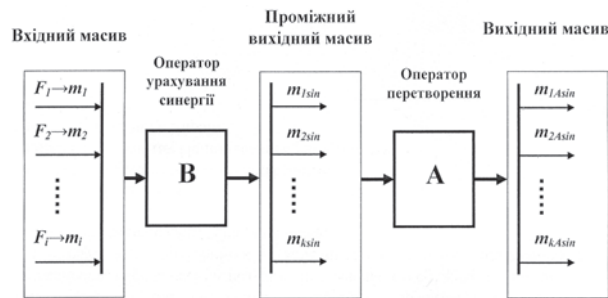 Вхідний масив
F₁→m₁
F₂→m₂
Fᵢ→mᵢ
Оператор
урахування
синергії
В
Проміжний
вихідний масив
m₁sin
m₂sin
mₖsin
Оператор
перетворення
А
Вихідний масив
m₁Asin
m₂Asin
mₖAsin